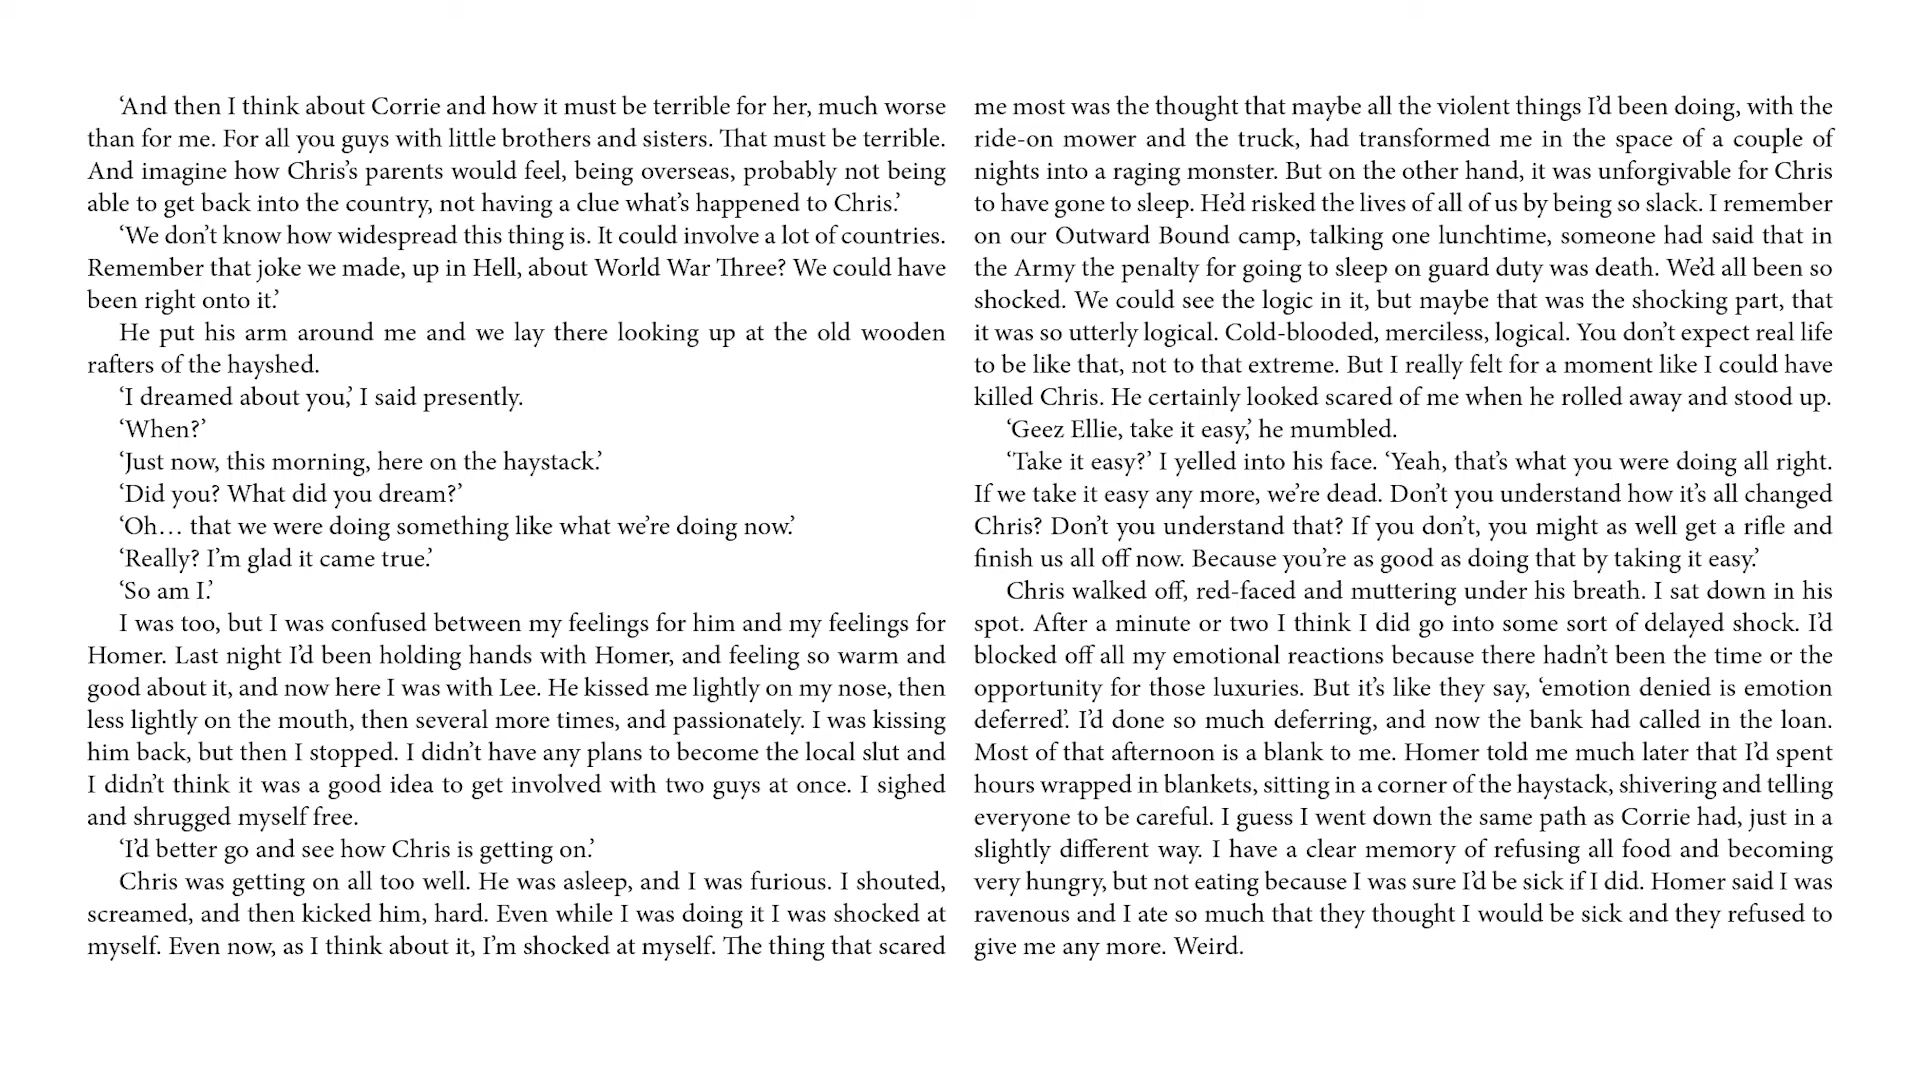 ‘And then I think about Corrie and how it must be terrible for her, much worse
than for me. For all you guys with little brothers and sisters. That must be terrible.
And imagine how Chris’s parents would feel, being overseas, probably not being
able to get back into the country, not having a clue what’s happened to Chris.’
‘We don’t know how widespread this thing is. It could involve a lot of countries.
Remember that joke we made, up in Hell, about World War Three? We could have
been right onto it.’
He put his arm around me and we lay there looking up at the old wooden
rafters of the hayshed.
‘I dreamed about you,’ I said presently.
‘When?’
‘Just now, this morning, here on the haystack.’
‘Did you? What did you dream?’
‘Oh… that we were doing something like what we’re doing now.’
‘Really? I’m glad it came true.’
‘So am I.’
I was too, but I was confused between my feelings for him and my feelings for
Homer. Last night I’d been holding hands with Homer, and feeling so warm and
good about it, and now here I was with Lee. He kissed me lightly on my nose, then
less lightly on the mouth, then several more times, and passionately. I was kissing
him back, but then I stopped. I didn’t have any plans to become the local slut and
I didn’t think it was a good idea to get involved with two guys at once. I sighed
and shrugged myself free.
‘I’d better go and see how Chris is getting on.’
Chris was getting on all too well. He was asleep, and I was furious. I shouted,
screamed, and then kicked him, hard. Even while I was doing it I was shocked at
myself. Even now, as I think about it, I’m shocked at myself. The thing that scared
me most was the thought that maybe all the violent things I’d been doing, with the
ride-on mower and the truck, had transformed me in the space of a couple of
nights into a raging monster. But on the other hand, it was unforgivable for Chris
to have gone to sleep. He’d risked the lives of all of us by being so slack. I remember
on our Outward Bound camp, talking one lunchtime, someone had said that in
the Army the penalty for going to sleep on guard duty was death. We’d all been so
shocked. We could see the logic in it, but maybe that was the shocking part, that
it was so utterly logical. Cold-blooded, merciless, logical. You don’t expect real life
to be like that, not to that extreme. But I really felt for a moment like I could have
killed Chris. He certainly looked scared of me when he rolled away and stood up.
‘Geez Ellie, take it easy,’ he mumbled.
‘Take it easy?’ I yelled into his face. ‘Yeah, that’s what you were doing all right.
If we take it easy any more, we’re dead. Don’t you understand how it’s all changed
Chris? Don’t you understand that? If you don’t, you might as well get a rifle and
finish us all off now. Because you’re as good as doing that by taking it easy.’
Chris walked off, red-faced and muttering under his breath. I sat down in his
spot. After a minute or two I think I did go into some sort of delayed shock. I’d
blocked off all my emotional reactions because there hadn’t been the time or the
opportunity for those luxuries. But it’s like they say, ‘emotion denied is emotion
deferred’. I’d done so much deferring, and now the bank had called in the loan.
Most of that afternoon is a blank to me. Homer told me much later that I’d spent
hours wrapped in blankets, sitting in a corner of the haystack, shivering and telling
everyone to be careful. I guess I went down the same path as Corrie had, just in a
slightly different way. I have a clear memory of refusing all food and becoming
very hungry, but not eating because I was sure I’d be sick if I did. Homer said I was
ravenous and I ate so much that they thought I would be sick and they refused to
give me any more. Weird.